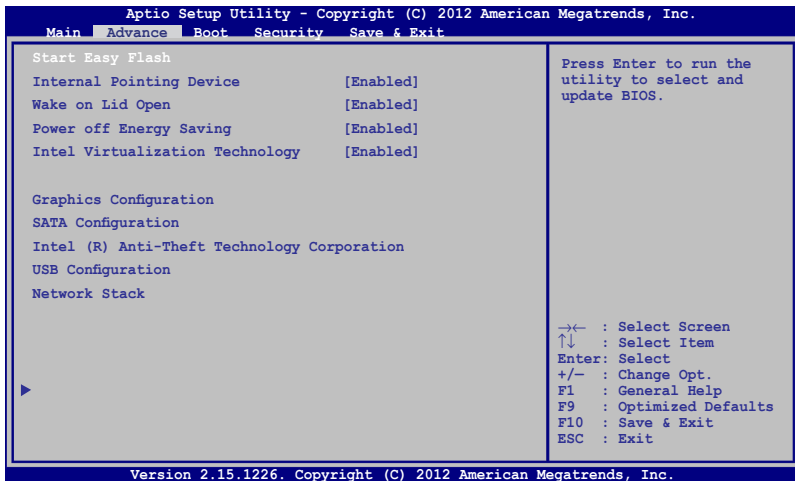 Aptio Setup Utility - Copyright (C) 2012 American Megatrends, Inc.
Main Advance Boot Security Save & Exit
Start Easy Flash
Internal Pointing Device [Enabled]
Wake on Lid Open [Enabled]
Power off Energy Saving [Enabled]
Intel Virtualization Technology [Enabled]
Graphics Configuration
SATA Configuration
Intel (R) Anti-Theft Technology Corporation
USB Configuration
Network Stack
Press Enter to run the
utility to select and
update BIOS.
→← : Select Screen
↑↓ : Select Item
Enter: Select
+/— : Change Opt.
F1 : General Help
F9 : Optimized Defaults
F10 : Save & Exit
ESC : Exit
Version 2.15.1226. Copyright (C) 2012 American Megatrends, Inc.